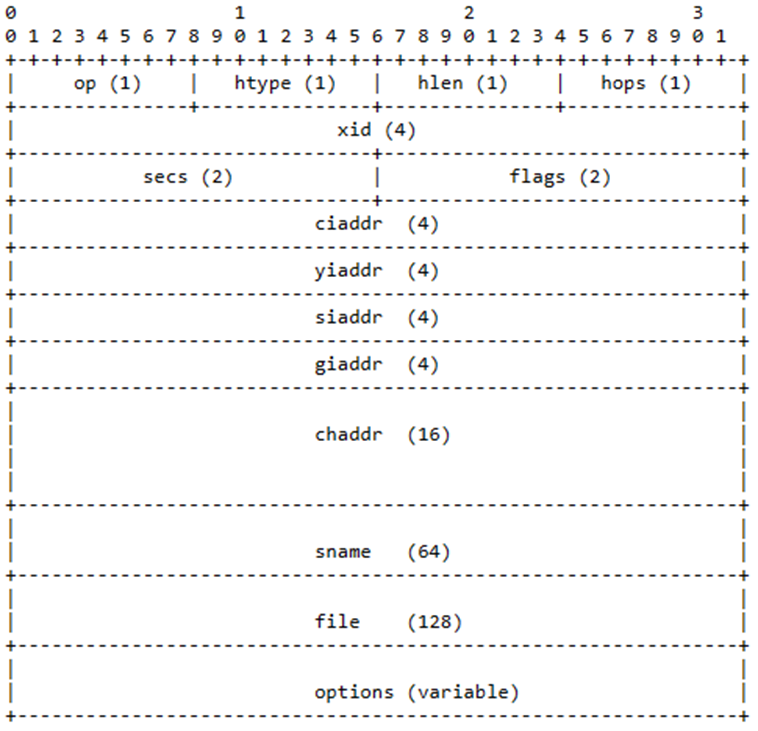 0                   1                   2                   3
0 1 2 3 4 5 6 7 8 9 0 1 2 3 4 5 6 7 8 9 0 1 2 3 4 5 6 7 8 9 0 1
+-+-+-+-+-+-+-+-+-+-+-+-+-+-+-+-+-+-+-+-+-+-+-+-+-+-+-+-+-+-+-+-+
|     op (1)    |   htype (1)   |   hlen (1)    |   hops (1)    |
+---------------+---------------+---------------+---------------+
|                            xid (4)                            |
+-------------------------------+-------------------------------+
|           secs (2)            |           flags (2)           |
+-------------------------------+-------------------------------+
|                          ciaddr  (4)                          |
+---------------------------------------------------------------+
|                          yiaddr  (4)                          |
+---------------------------------------------------------------+
|                          siaddr  (4)                          |
+---------------------------------------------------------------+
|                          giaddr  (4)                          |
+---------------------------------------------------------------+
|                                                               |
|                          chaddr  (16)                         |
|                                                               |
|                                                               |
+---------------------------------------------------------------+
|                                                               |
|                          sname   (64)                         |
+---------------------------------------------------------------+
|                                                               |
|                          file    (128)                        |
+---------------------------------------------------------------+
|                                                               |
|                          options (variable)                   |
+---------------------------------------------------------------+